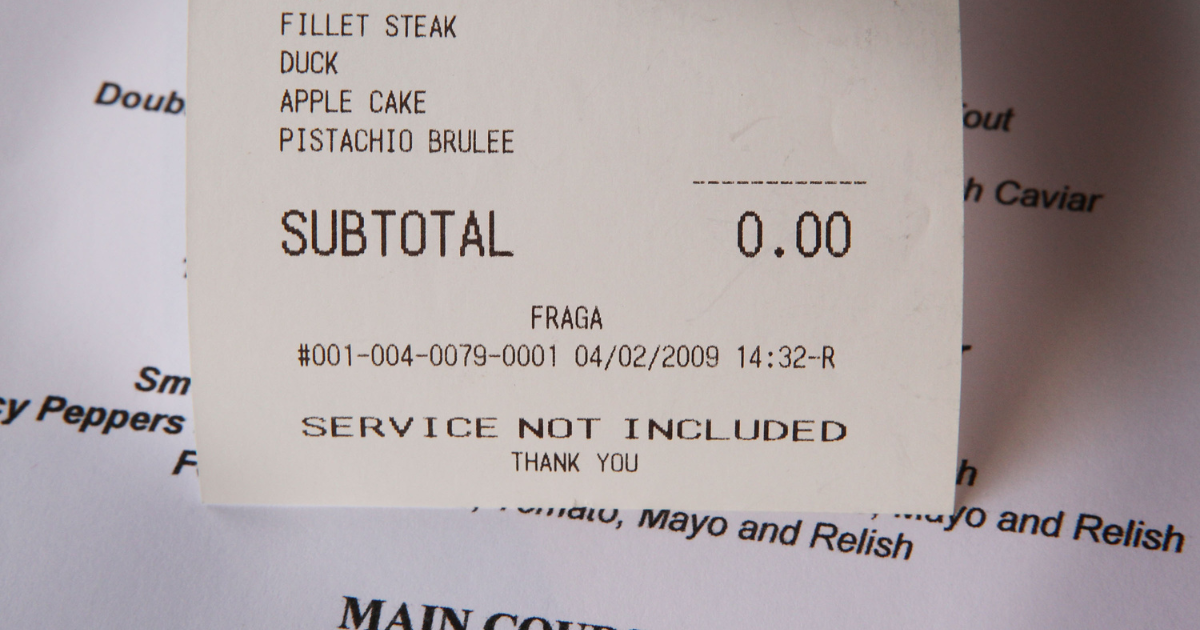 FILLET STEAK
DUCK
APPLE CAKE
PISTACHIO BRULEE
SUBTOTAL 0.00
FRAGA
#001-004-0079-0001 04/02/2009 14:32-R
SERVICE NOT INCLUDED
THANK YOU
Caviar
Peppers
Mayo and Relish
and Relish
MAIN